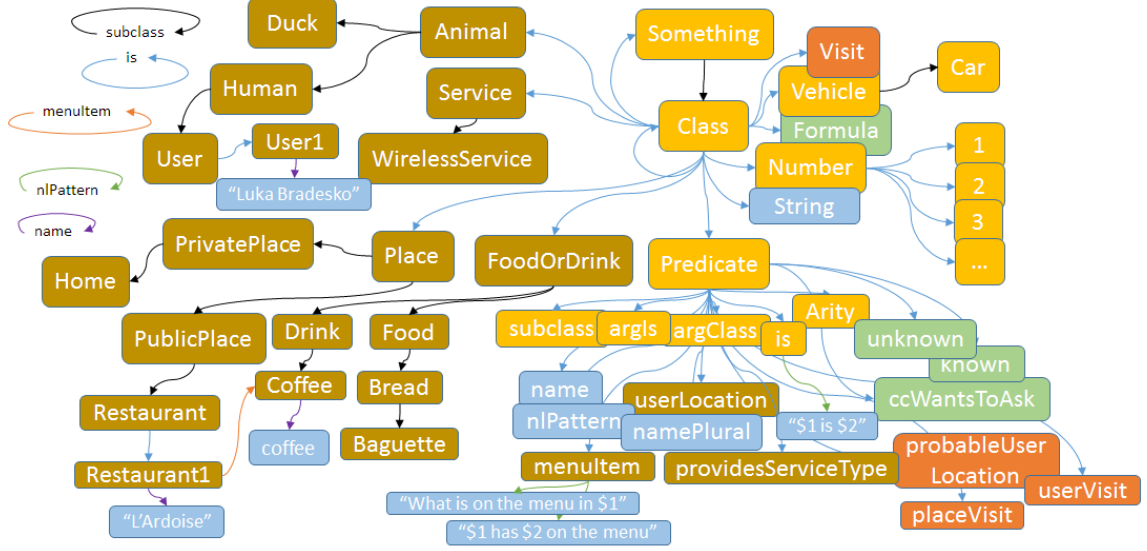 subclass
is
menuItem
nlPattern
name
Duck
Animal
Something
Visit
Car
Human
Service
Vehicle
Class
Formula
User
User1
WirelessService
Number
1
2
3
...
"Luka Bradesko"
String
PrivatePlace
Place
FoodOrDrink
Predicate
Home
PublicPlace
Drink
Food
subclass
argIs
argClass
is
Arity
unknown
known
Coffee
Bread
name
userLocation
ccWantsToAsk
Restaurant
nlPattern
namePlural
"$1 is $2"
coffee
Baguette
probableUser
Location
Restaurant1
menuItem
providesServiceType
userVisit
"What is on the menu in $1"
placeVisit
"L'Ardoise"
"$1 has $2 on the menu"